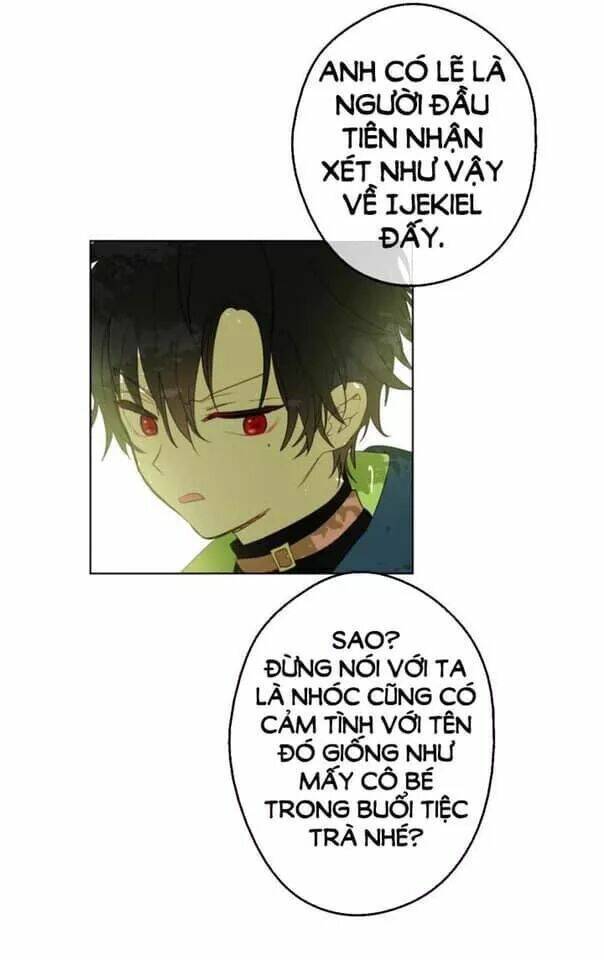 ANH CÓ LẼ LÀ
NGƯỜI ĐẦU
TIÊN NHẬN
XÉT NHƯ VẬY
VỀ IJEKIEL
ĐẤY.
SAO?
ĐỪNG NÓI VỚI TA
LÀ NHÓC CŨNG CÓ
CẢM TÌNH VỚI TÊN
ĐÓ GIỐNG NHƯ
MẤY CÔ BÉ
TRONG BUỔI TIỆC
TRÀ NHÉ?